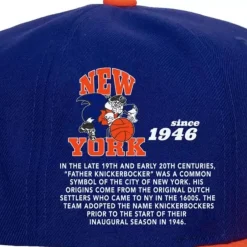 NEW
YORK
since
1946
IN THE LATE 19TH AND EARLY 20TH CENTURIES,
"FATHER KNICKERBOCKER" WAS A COMMON
SYMBOL OF THE CITY OF NEW YORK. HIS
ORIGINS COME FROM THE ORIGINAL DUTCH
SETTLERS WHO CAME TO NY IN THE 1600S. THE
TEAM ADOPTED THE NAME KNICKERBOCKERS
PRIOR TO THE START OF THEIR
INAUGURAL SEASON IN 1946.